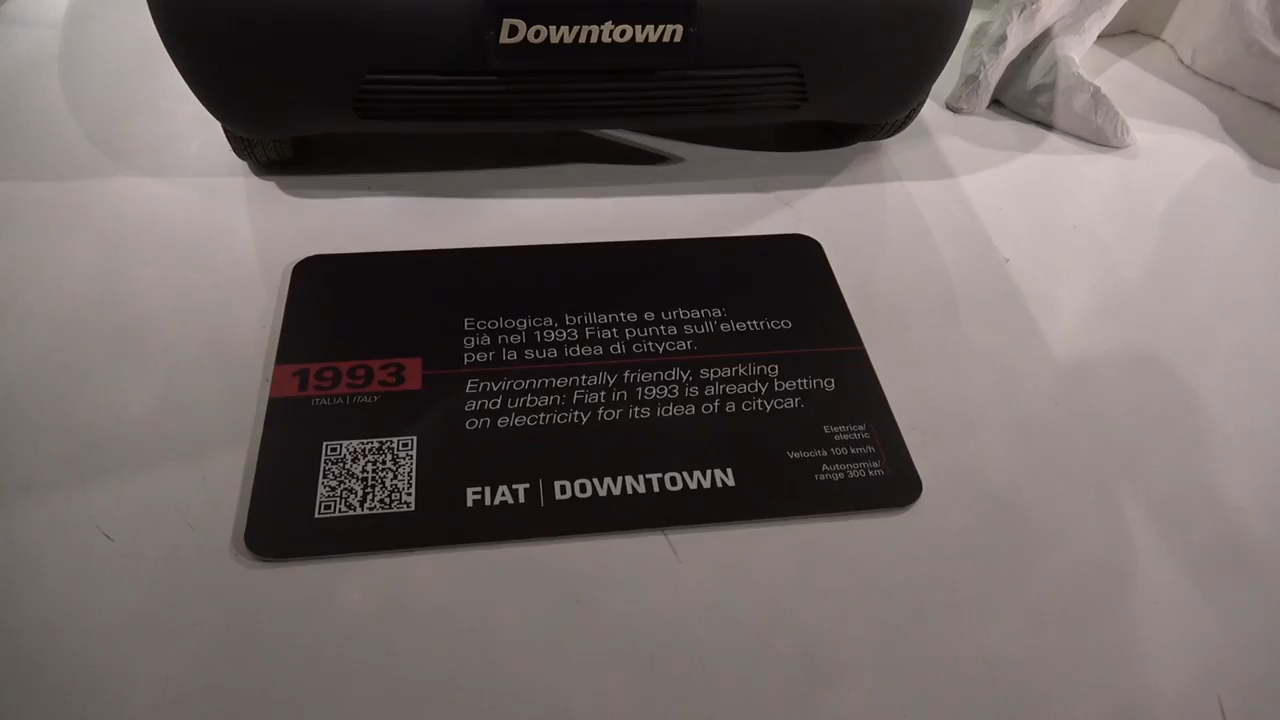 Downtown
Ecologica, brillante e urbana:
già nel 1993 Fiat punta sull'elettrico
per la sua idea di citycar.
1993
ITALIA | ITALY
Environmentally friendly, sparkling
and urban: Fiat in 1993 is already betting
on electricity for its idea of a citycar.
Elettrica/
electric
Velocità 100 km/h
Autonomia/
range 300 km
FIAT | DOWNTOWN